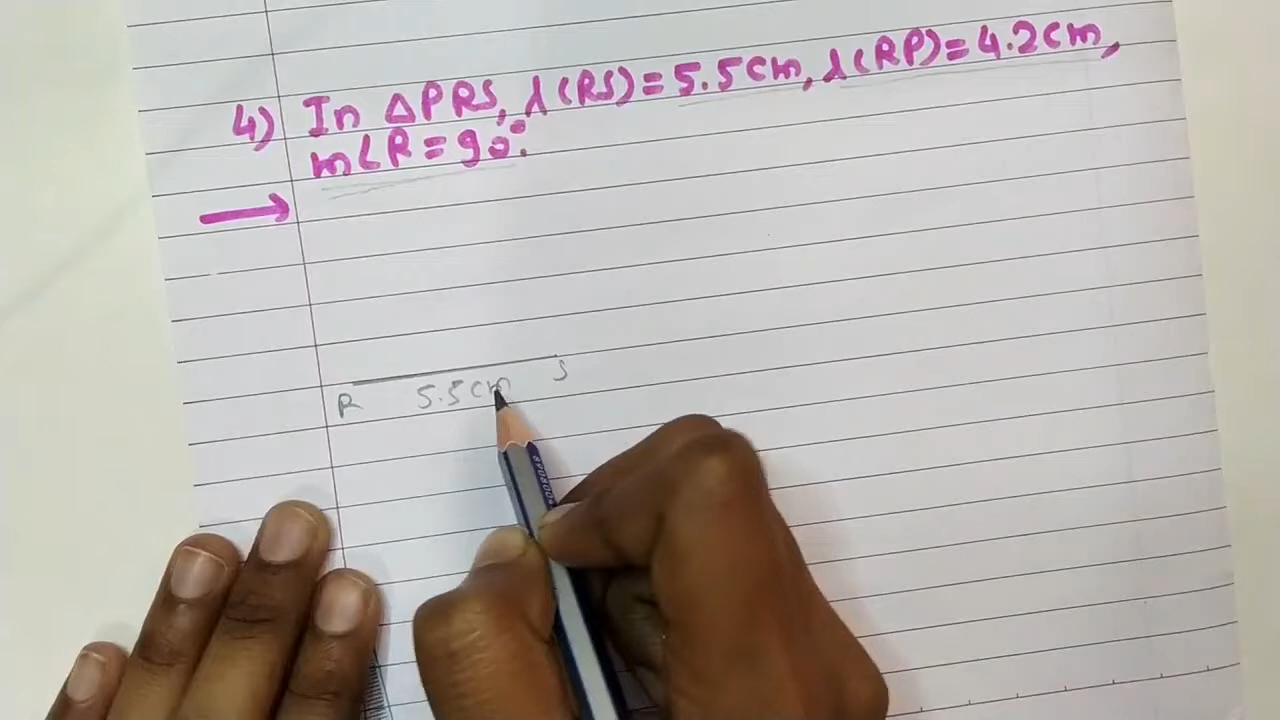 4) In △PRS, l(RS)=5.5cm, l(RP)=4.2cm,
m∠R=90°.
S
R 5.5cm